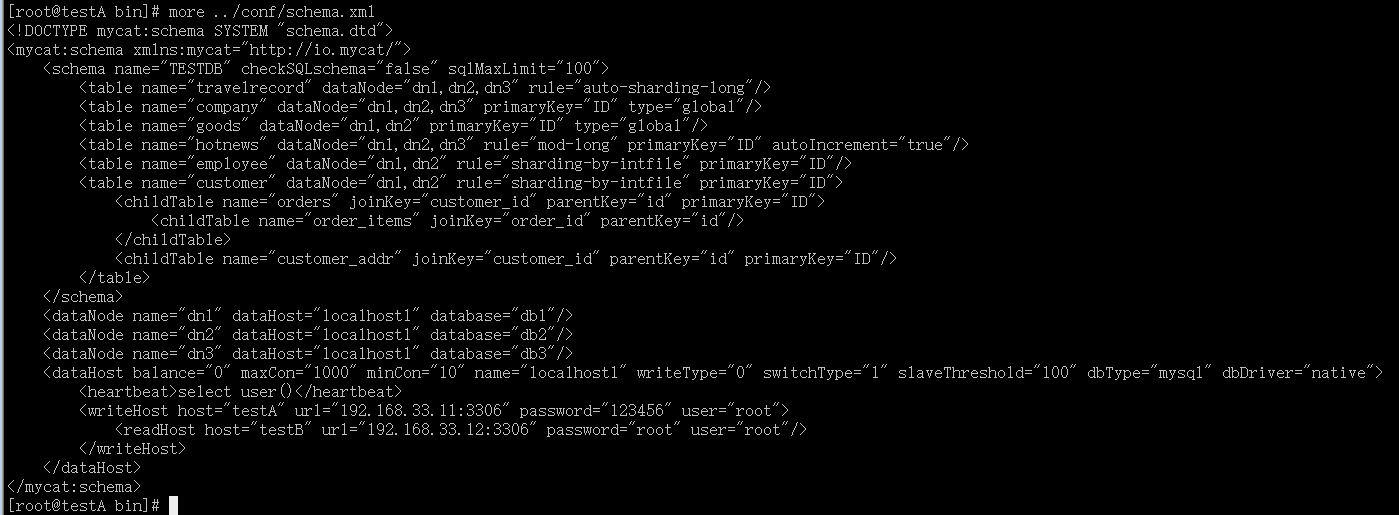 [root@testA bin]# more ../conf/schema.xml
<!DOCTYPE mycat:schema SYSTEM "schema.dtd">
<mycat:schema xmlns:mycat="http://io.mycat/">
    <schema name="TESTDB" checkSQLschema="false" sqlMaxLimit="100">
        <table name="travelrecord" dataNode="dn1,dn2,dn3" rule="auto-sharding-long"/>
        <table name="company" dataNode="dn1,dn2,dn3" primaryKey="ID" type="global"/>
        <table name="goods" dataNode="dn1,dn2" primaryKey="ID" type="global"/>
        <table name="hotnews" dataNode="dn1,dn2,dn3" rule="mod-long" primaryKey="ID" autoIncrement="true"/>
        <table name="employee" dataNode="dn1,dn2" rule="sharding-by-intfile" primaryKey="ID"/>
        <table name="customer" dataNode="dn1,dn2" rule="sharding-by-intfile" primaryKey="ID">
            <childTable name="orders" joinKey="customer_id" parentKey="id" primaryKey="ID">
                <childTable name="order_items" joinKey="order_id" parentKey="id"/>
            </childTable>
            <childTable name="customer_addr" joinKey="customer_id" parentKey="id" primaryKey="ID"/>
        </table>
    </schema>
    <dataNode name="dn1" dataHost="localhost1" database="db1"/>
    <dataNode name="dn2" dataHost="localhost1" database="db2"/>
    <dataNode name="dn3" dataHost="localhost1" database="db3"/>
    <dataHost balance="0" maxCon="1000" minCon="10" name="localhost1" writeType="0" switchType="1" slaveThreshold="100" dbType="mysql" dbDriver="native">
        <heartbeat>select user()</heartbeat>
        <writeHost host="testA" url="192.168.33.11:3306" password="123456" user="root">
            <readHost host="testB" url="192.168.33.12:3306" password="root" user="root"/>
        </writeHost>
    </dataHost>
</mycat:schema>
[root@testA bin]#